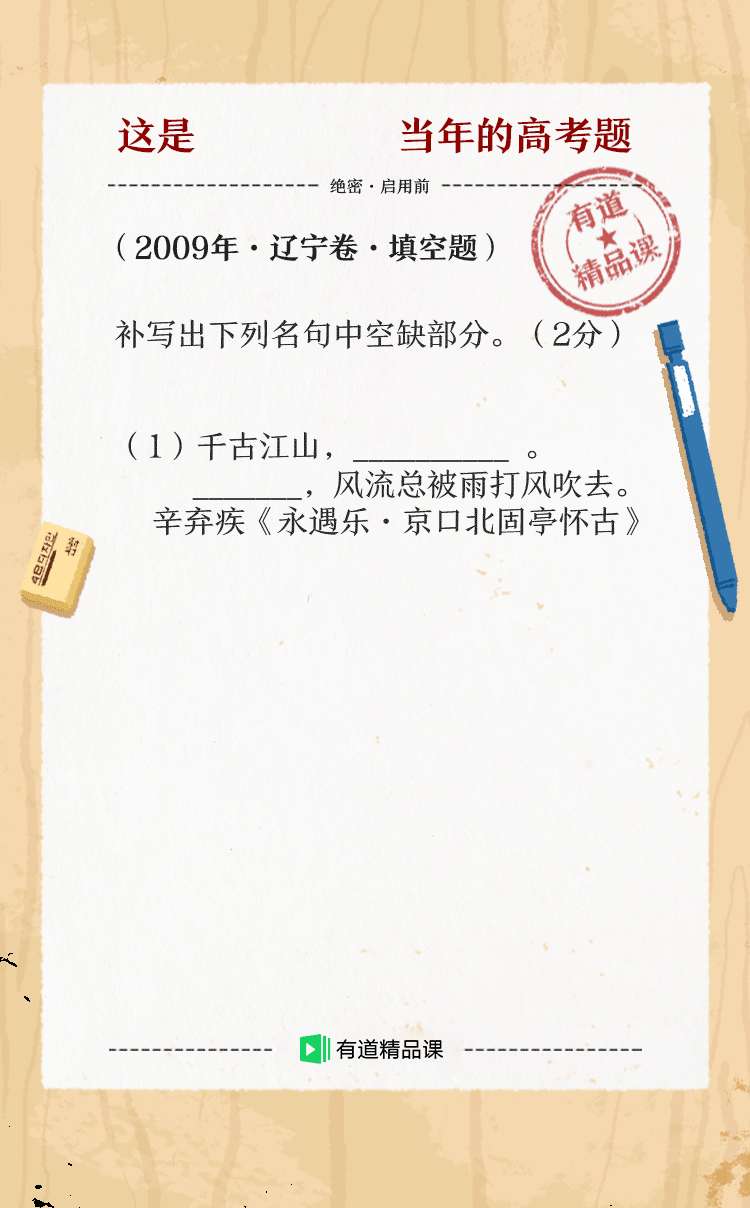 这是 当年的高考题
绝密·启用前
有道
精品课
（2009年·辽宁卷·填空题）
补写出下列名句中空缺部分。（2分）
（1）千古江山，__________ 。
_______，风流总被雨打风吹去。
辛弃疾《永遇乐·京口北固亭怀古》
有道精品课